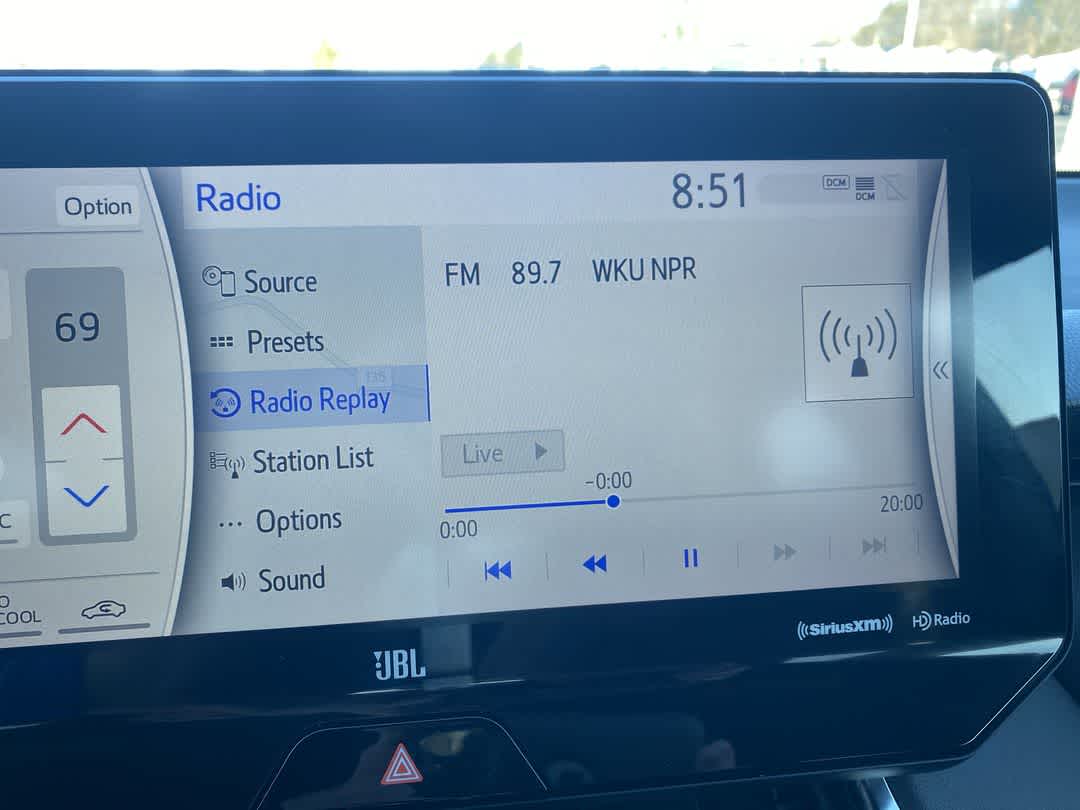 Option
69
C
O
COOL
Radio
8:51
DCM
DCM
Source
Presets
135
Radio Replay
Station List
... Options
Sound
FM 89.7 WKU NPR
Live
-0:00
0:00
20:00
((SiriusXM))
HD Radio
JBL